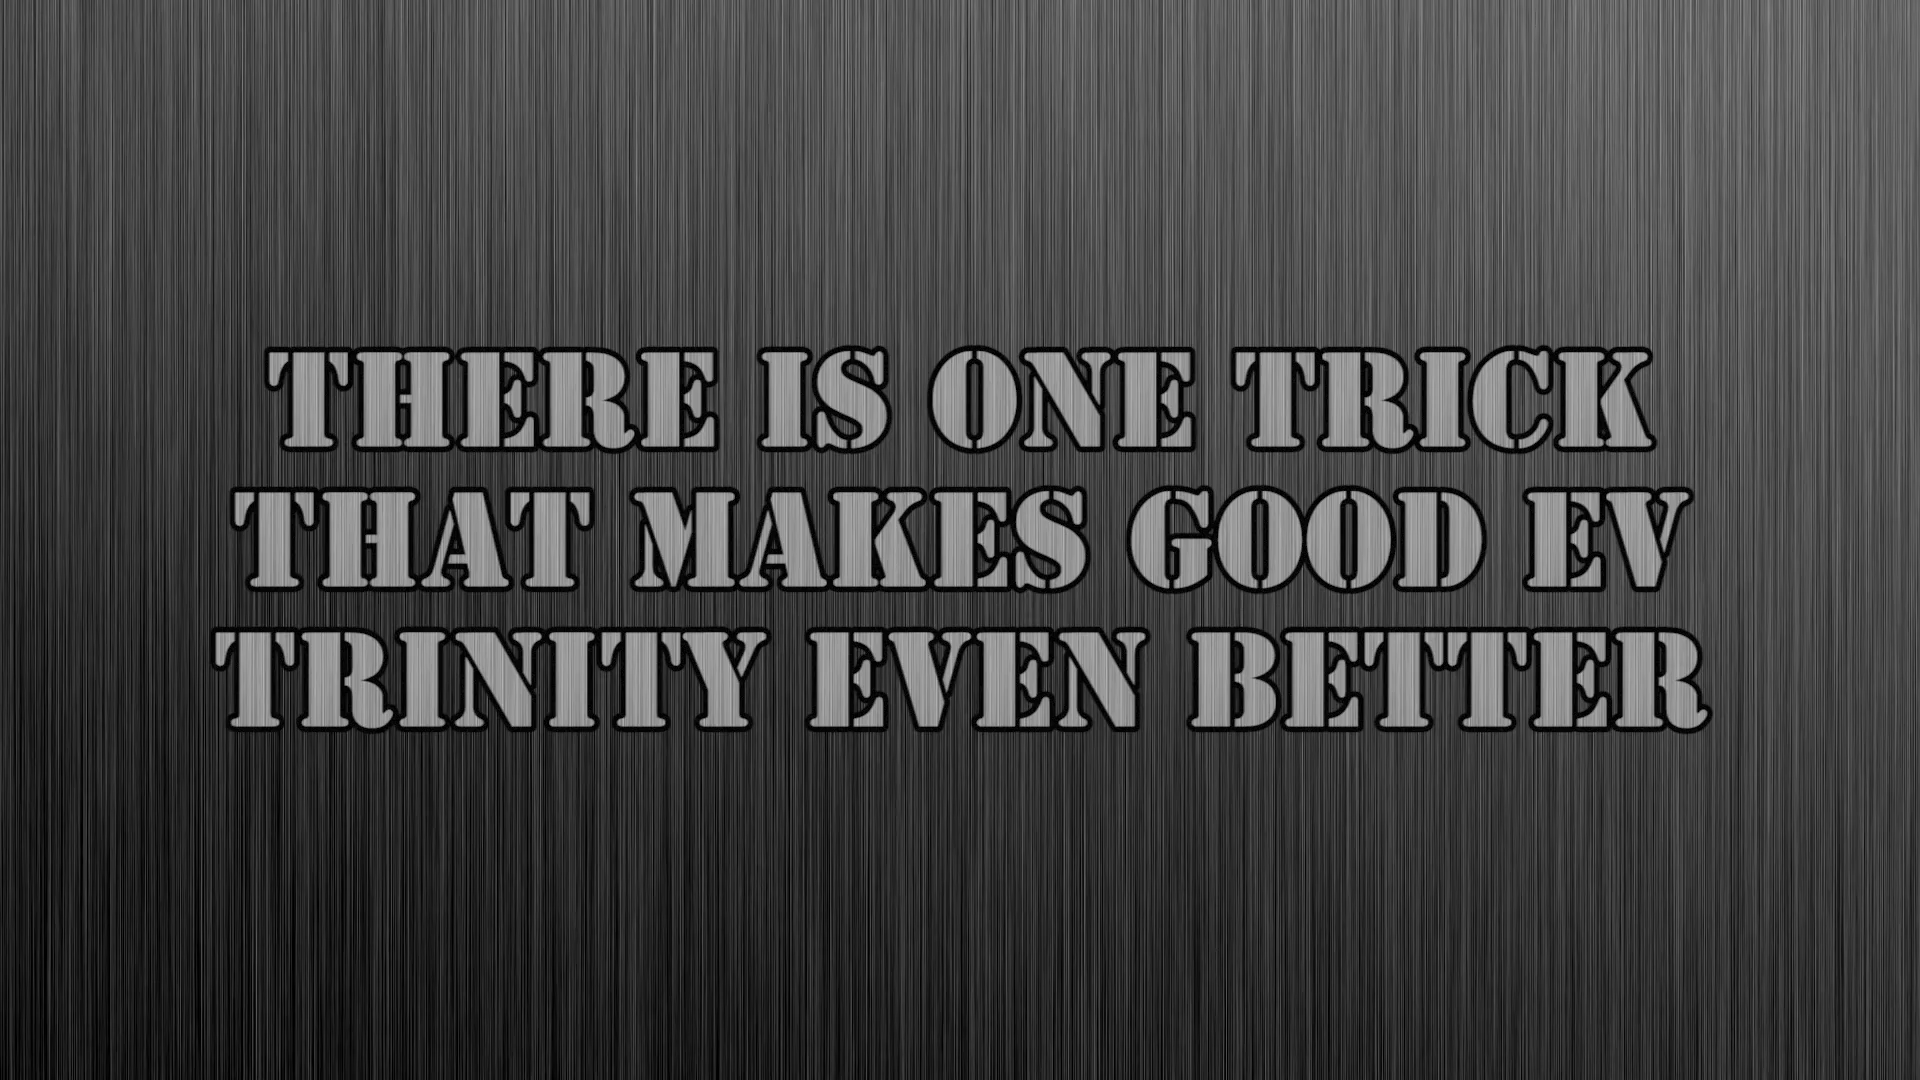 THERE IS ONE TRICK
THAT MAKES GOOD EV
TRINITY EVEN BETTER